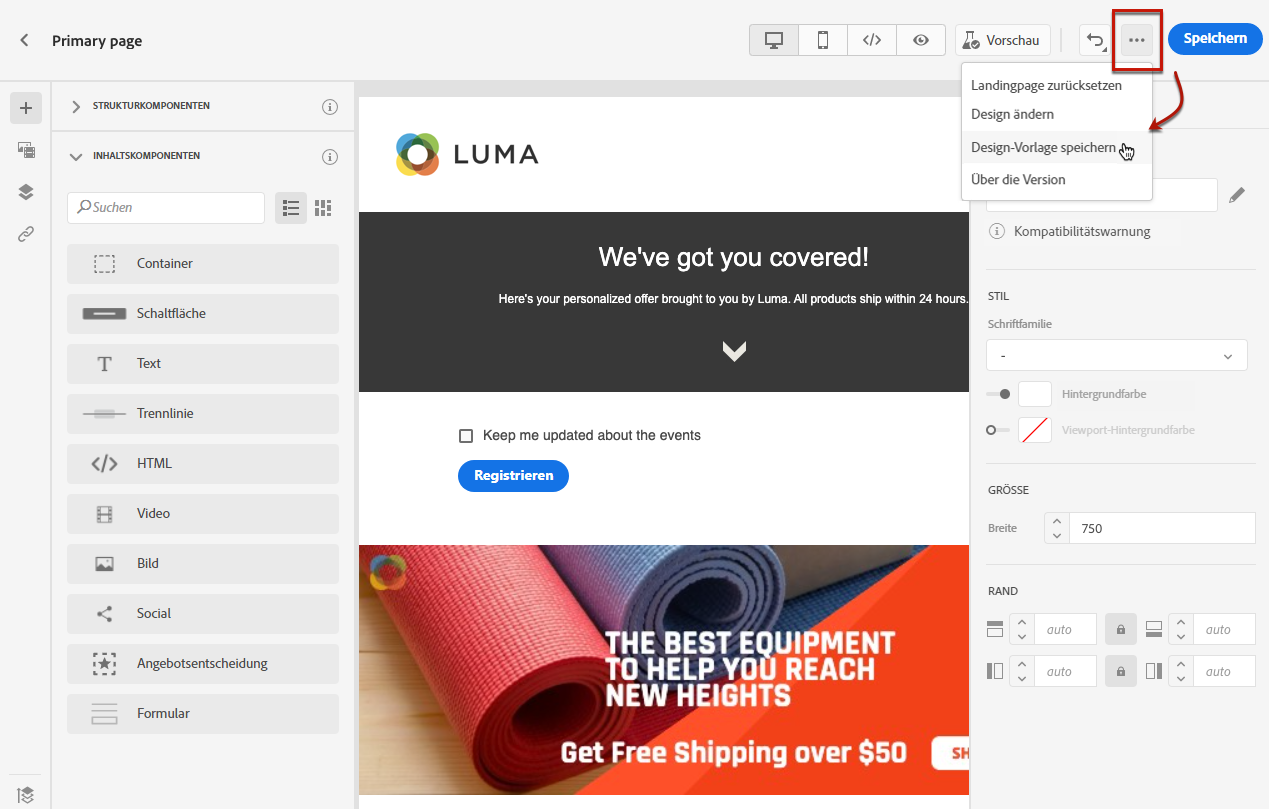 Primary page
Vorschau
Speichern
Landingpage zurücksetzen
Design ändern
Design-Vorlage speichern
Über die Version
STRUKTURKOMPONENTEN
INHALTSKOMPONENTEN
Suchen
Container
Schaltfläche
Text
Trennlinie
HTML
Video
Bild
Social
Angebotsentscheidung
Formular
LUMA
We've got you covered!
Here's your personalized offer brought to you by Luma. All products ship within 24 hours.
Keep me updated about the events
Registrieren
THE BEST EQUIPMENT
TO HELP YOU REACH
NEW HEIGHTS
Get Free Shipping over $50
SH
Kompatibilitätswarnung
STIL
Schriftfamilie
-
Hintergrundfarbe
Viewport-Hintergrundfarbe
GRÖSSE
Breite 750
RAND
auto auto
auto auto